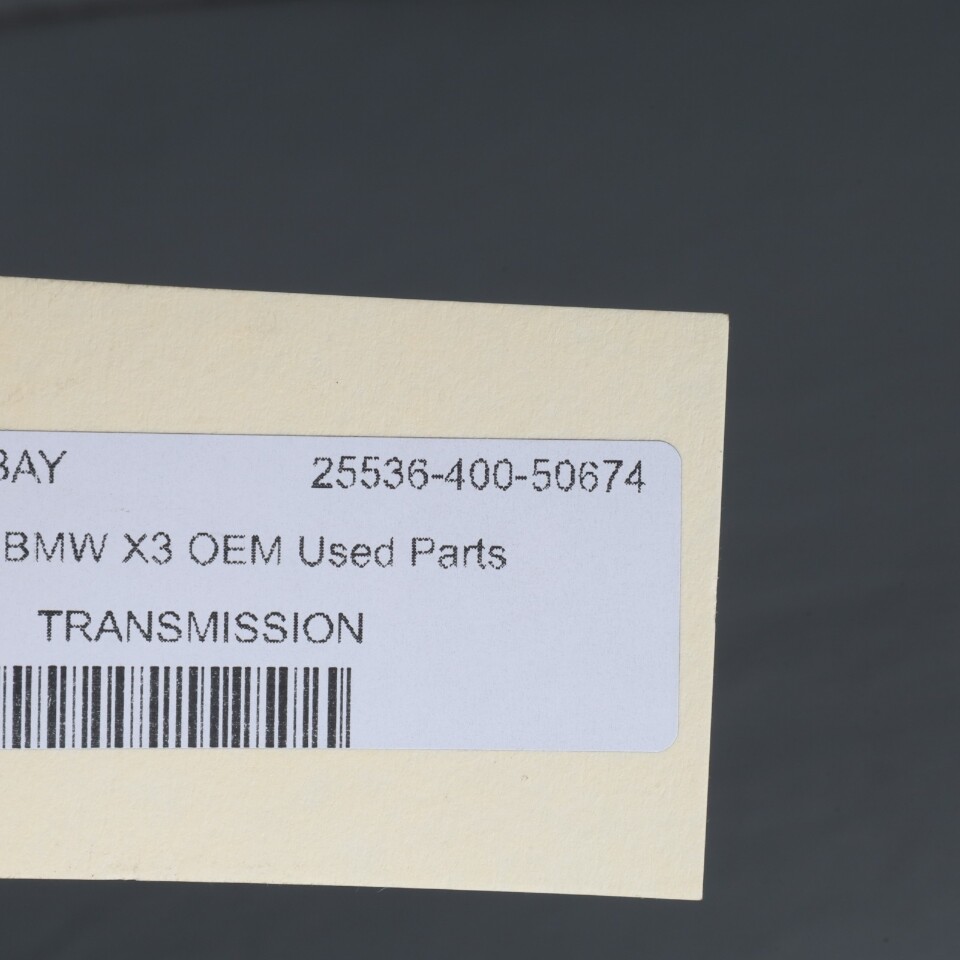 BAY 25536-400-50674
BMW X3 OEM Used Parts
TRANSMISSION